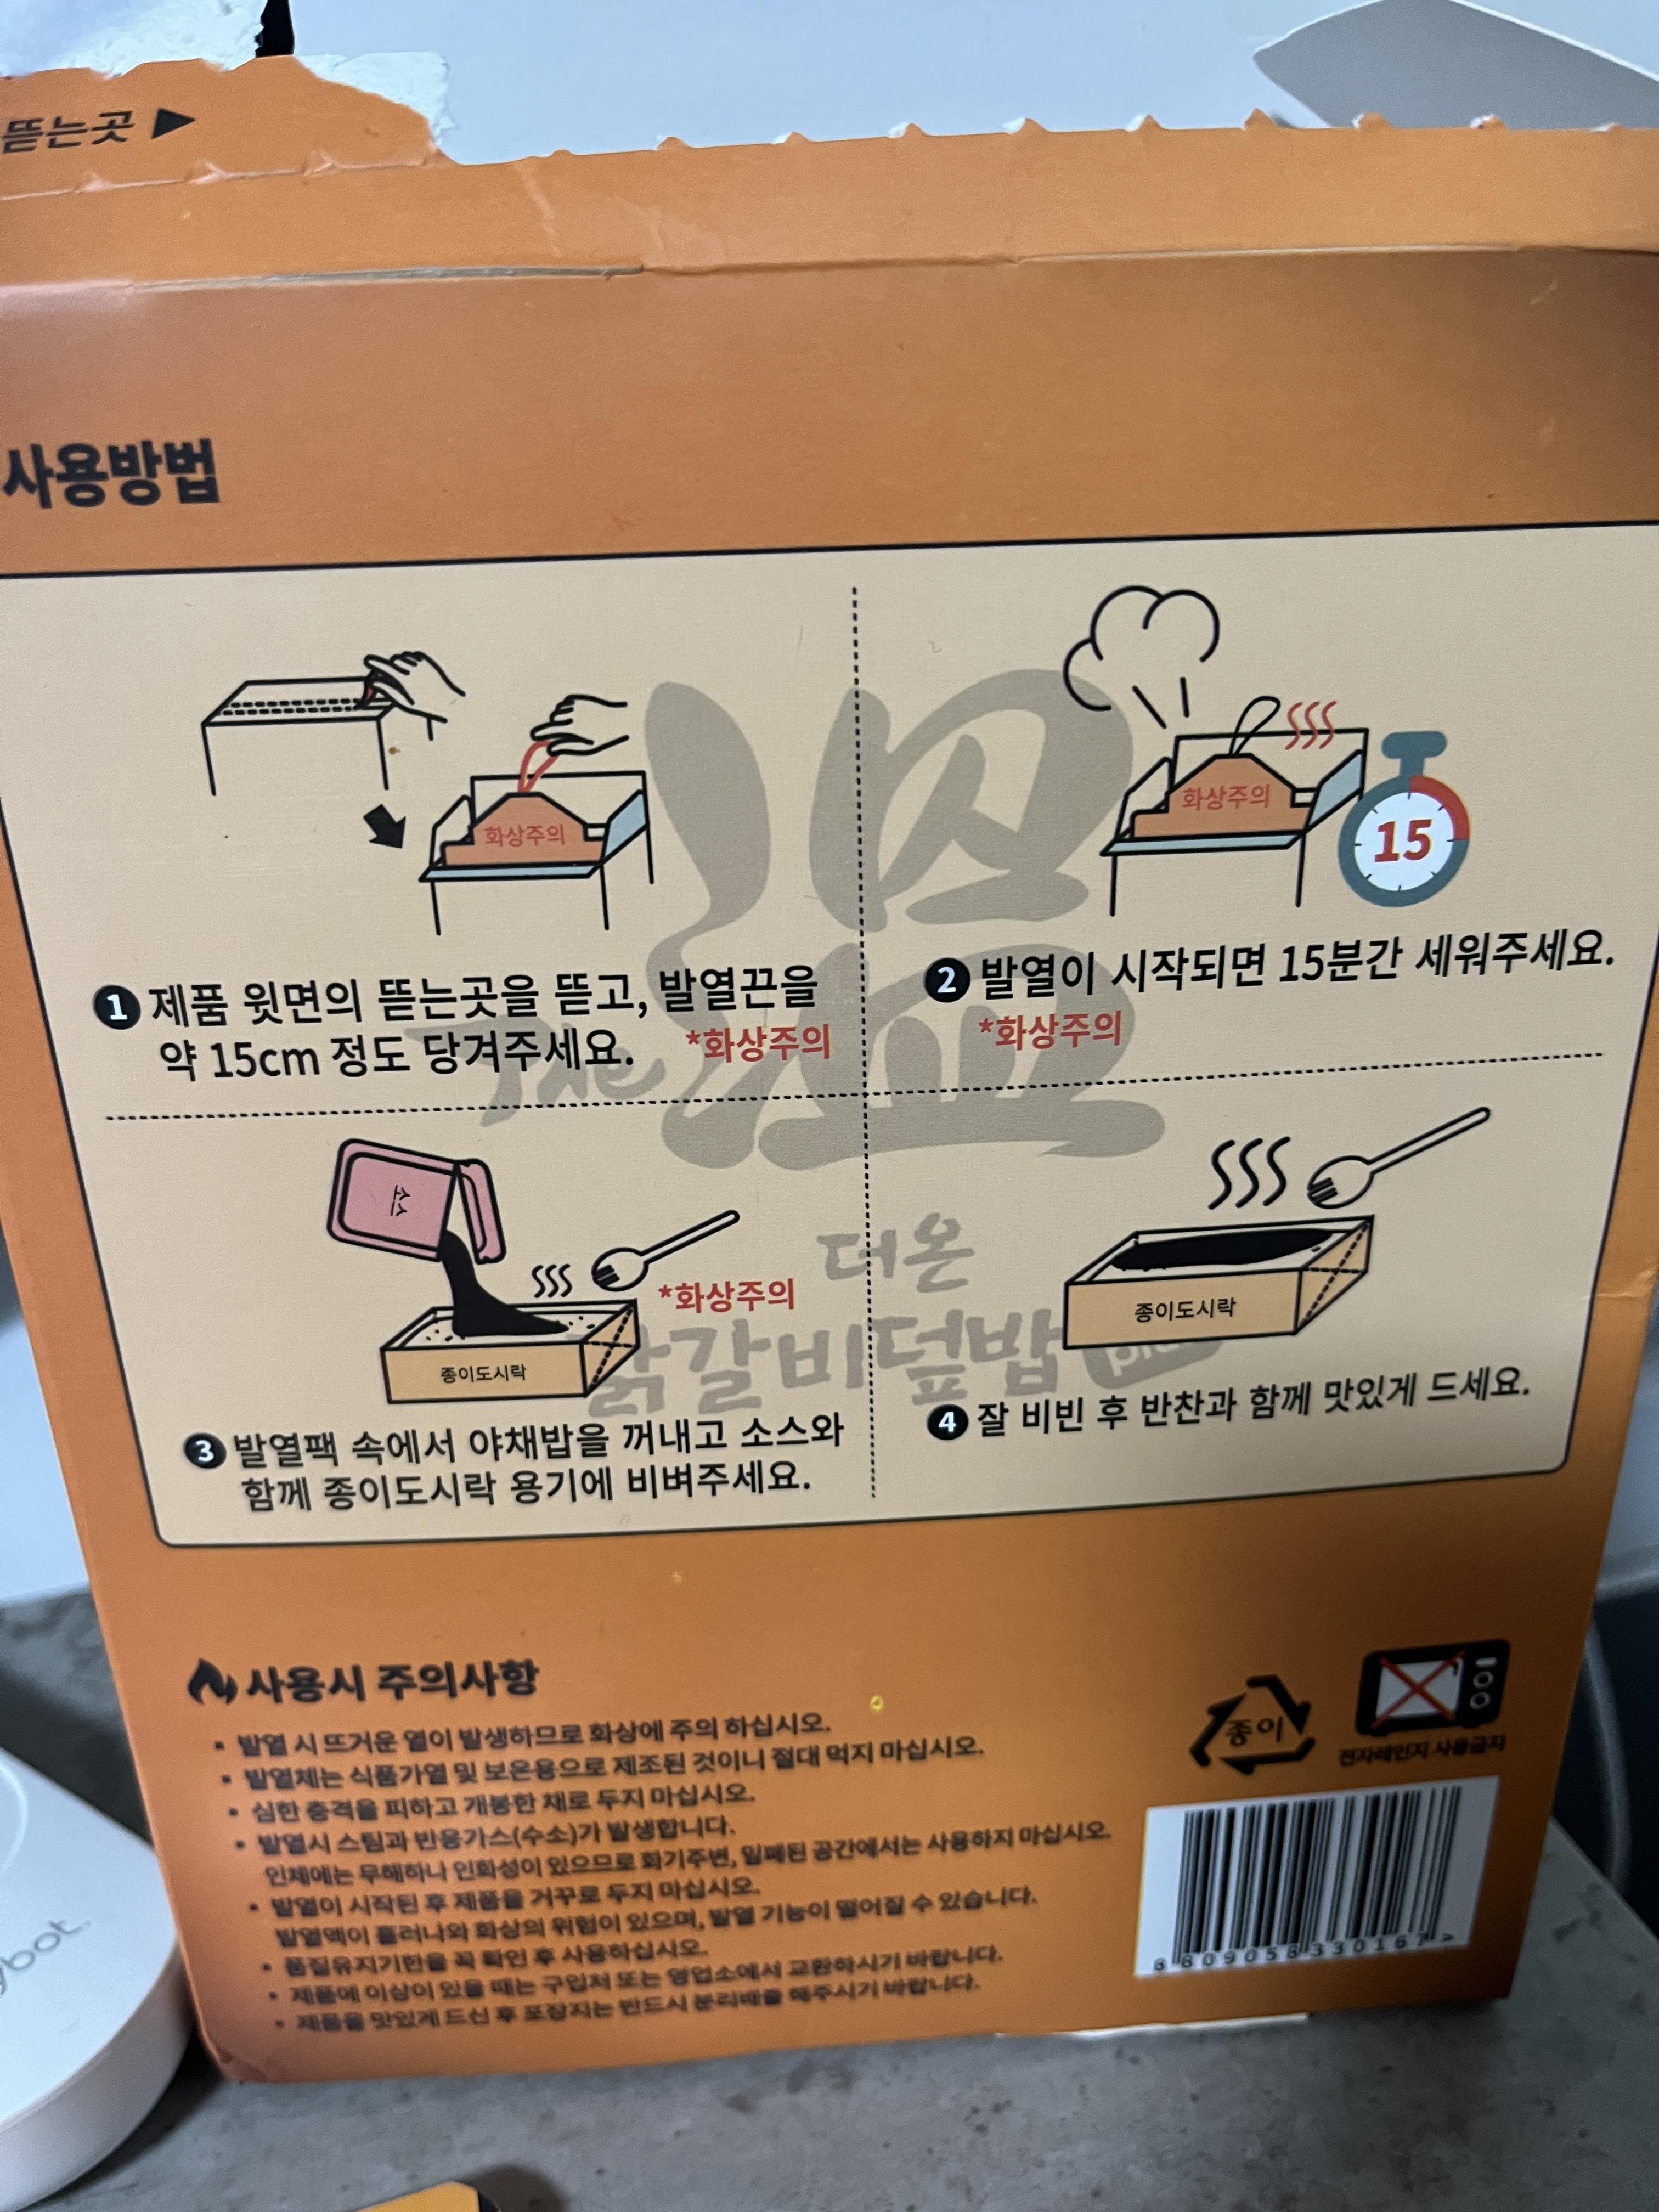 뜯는곳 ▶
사용방법
화상주의
❶ 제품 윗면의 뜯는곳을 뜯고, 발열끈을
약 15cm 정도 당겨주세요. *화상주의
화상주의
15
❷ 발열이 시작되면 15분간 세워주세요.
*화상주의
The 溫
더온
닭갈비덮밥
소스
*화상주의
종이도시락
❸ 발열팩 속에서 야채밥을 꺼내고 소스와
함께 종이도시락 용기에 비벼주세요.
종이도시락
❹ 잘 비빈 후 반찬과 함께 맛있게 드세요.
사용시 주의사항
• 발열 시 뜨거운 열이 발생하므로 화상에 주의 하십시오.
• 발열체는 식품가열 및 보온용으로 제조된 것이니 절대 먹지 마십시오.
• 심한 충격을 피하고 개봉한 채로 두지 마십시오.
• 발열시 스팀과 반응가스(수소)가 발생합니다.
인체에는 무해하나 인화성이 있으므로 화기주변, 밀폐된 공간에서는 사용하지 마십시오.
• 발열이 시작된 후 제품을 거꾸로 두지 마십시오.
발열액이 흘러나와 화상의 위험이 있으며, 발열 기능이 떨어질 수 있습니다.
• 품질유지기한을 꼭 확인 후 사용하십시오.
• 제품에 이상이 있을 때는 구입처 또는 영업소에서 교환하시기 바랍니다.
• 제품을 맛있게 드신 후 포장지는 반드시 분리배출 해주시기 바랍니다.
종이
전자레인지 사용금지
8 809058 330167 >